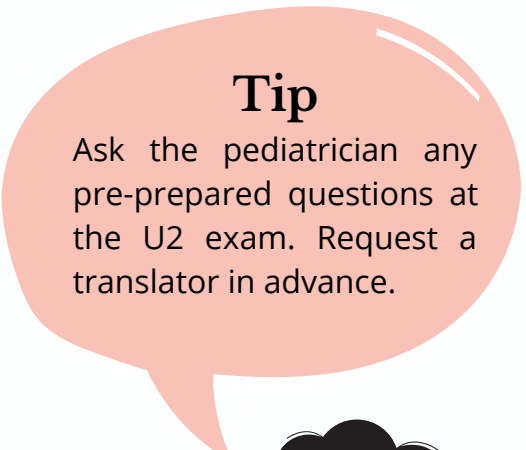 Tip
Ask the pediatrician any
pre-prepared questions at
the U2 exam. Request a
translator in advance.